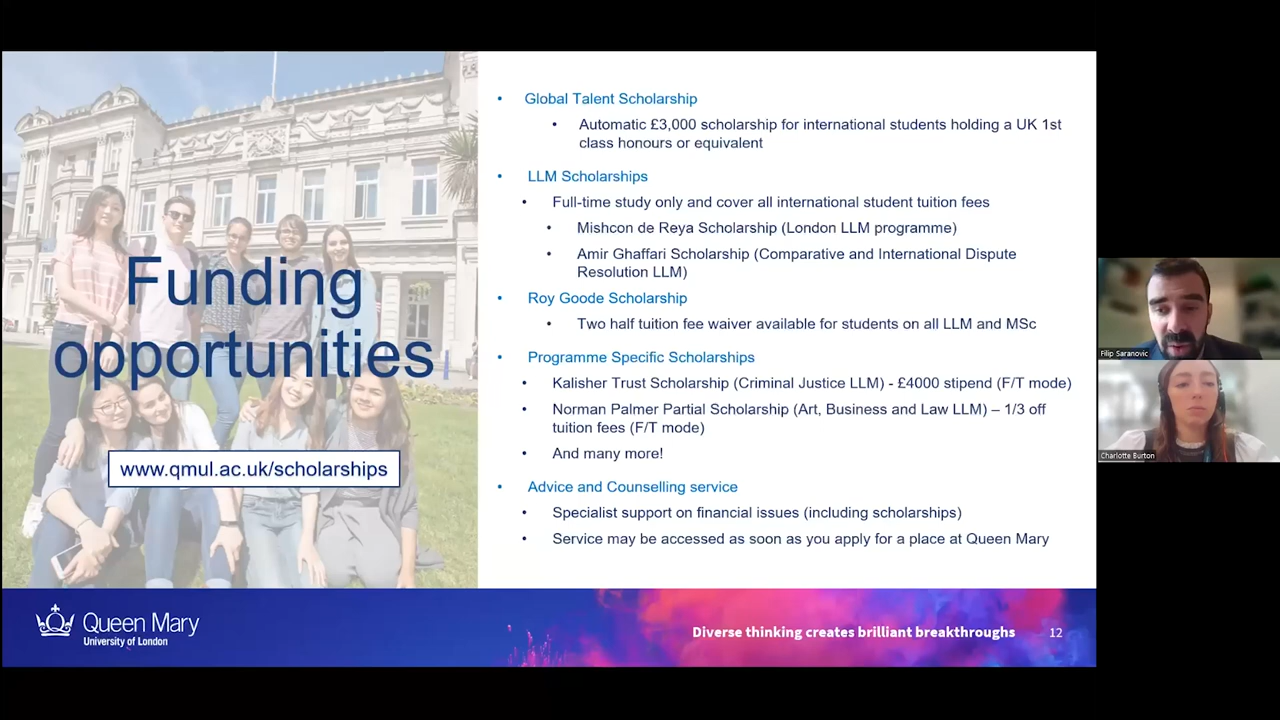 Funding
opportunities
www.qmul.ac.uk/scholarships
• Global Talent Scholarship
• Automatic £3,000 scholarship for international students holding a UK 1st
class honours or equivalent
• LLM Scholarships
• Full-time study only and cover all international student tuition fees
• Mishcon de Reya Scholarship (London LLM programme)
• Amir Ghaffari Scholarship (Comparative and International Dispute
Resolution LLM)
• Roy Goode Scholarship
• Two half tuition fee waiver available for students on all LLM and MSc
• Programme Specific Scholarships
• Kalisher Trust Scholarship (Criminal Justice LLM) - £4000 stipend (F/T mode)
• Norman Palmer Partial Scholarship (Art, Business and Law LLM) – 1/3 off
tuition fees (F/T mode)
• And many more!
• Advice and Counselling service
• Specialist support on financial issues (including scholarships)
• Service may be accessed as soon as you apply for a place at Queen Mary
Queen Mary
University of London
Diverse thinking creates brilliant breakthroughs
12
Filip Saranovic
Charlotte Burton